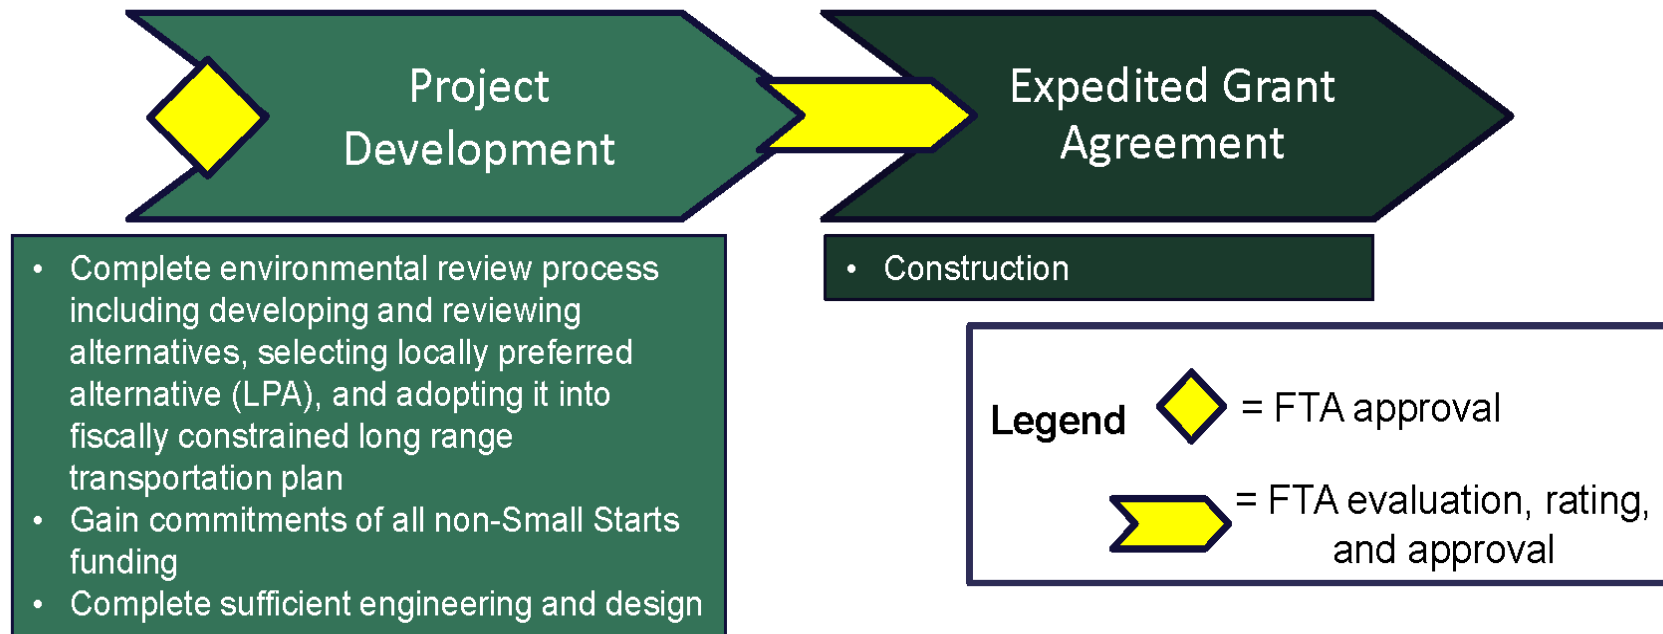 Project
Development
Expedited Grant
Agreement
• Complete environmental review process
including developing and reviewing
alternatives, selecting locally preferred
alternative (LPA), and adopting it into
fiscally constrained long range
transportation plan
• Gain commitments of all non-Small Starts
funding
• Complete sufficient engineering and design
• Construction
Legend
= FTA approval
= FTA evaluation, rating,
and approval